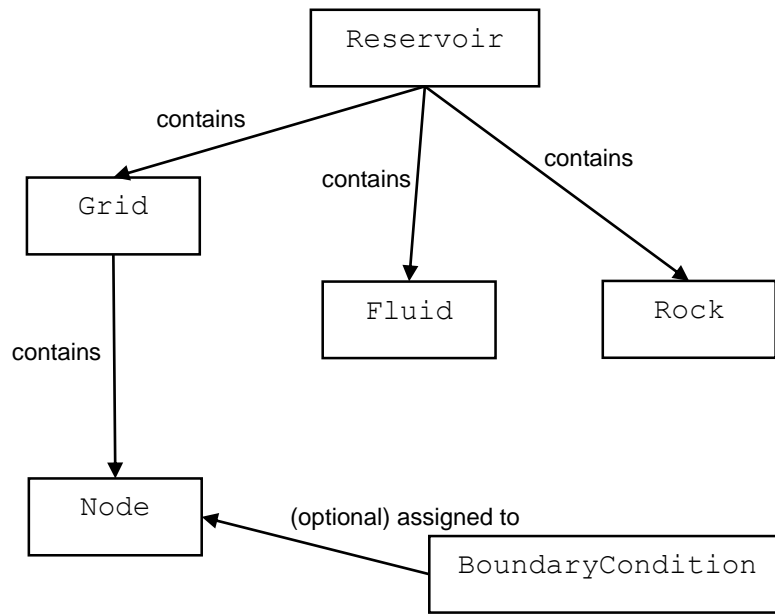 Reservoir
contains
contains
contains
Grid
Fluid
Rock
contains
Node
(optional) assigned to
BoundaryCondition